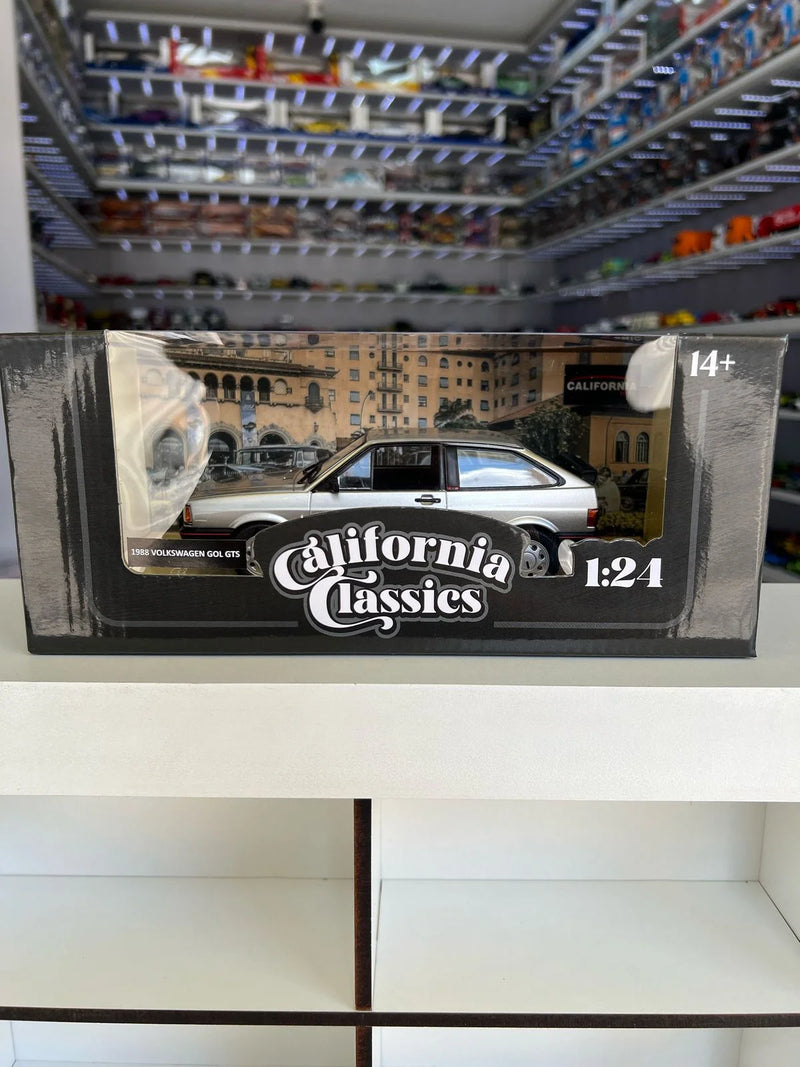 14+
CALIFORNIA
1988 VOLKSWAGEN GOL GTS
California
Classics
1:24